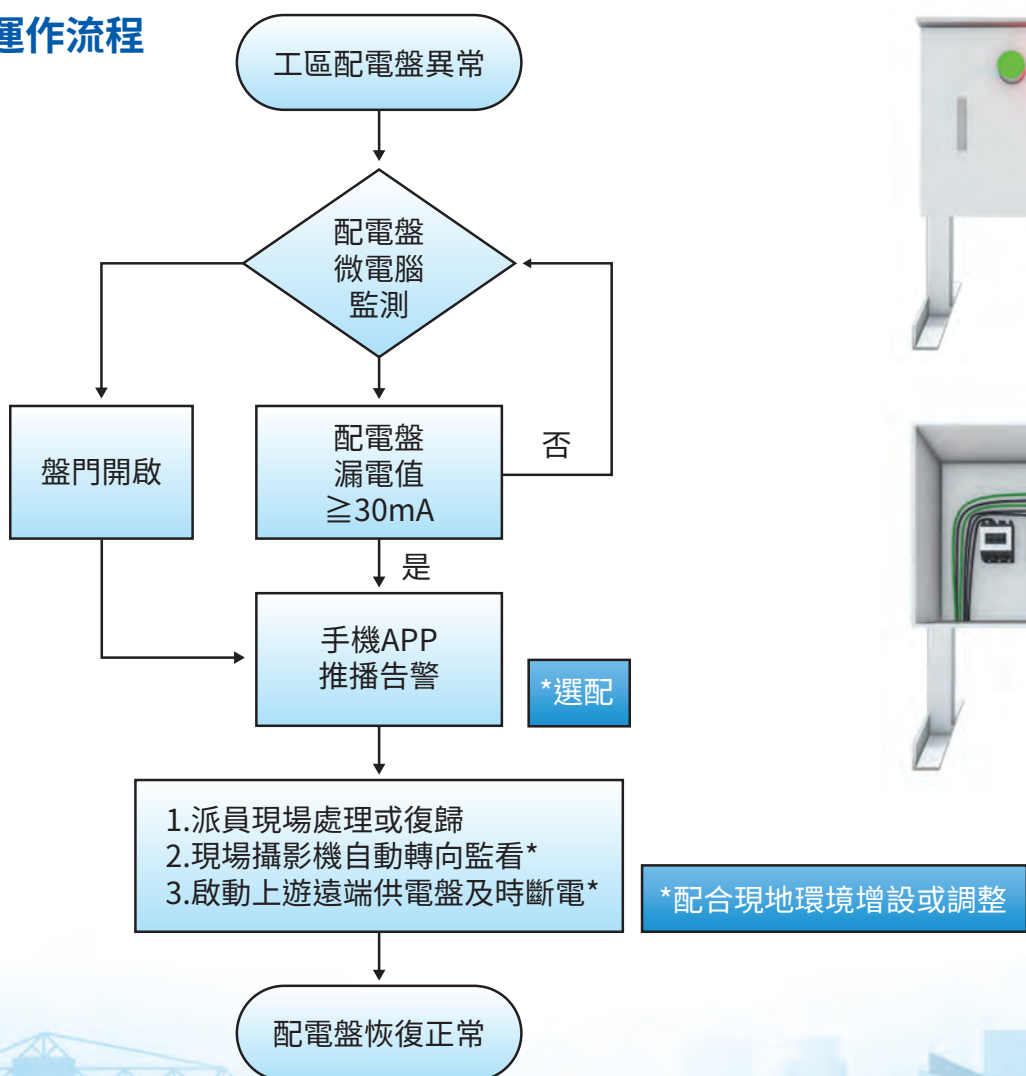 運作流程
工區配電盤異常
配電盤
微電腦
監測
盤門開啟
配電盤
漏電值
≧30mA
否
是
手機APP
推播告警
*選配
1.派員現場處理或復歸
2.現場攝影機自動轉向監看*
3.啟動上遊遠端供電盤及時斷電*
*配合現地環境增設或調整
配電盤恢復正常